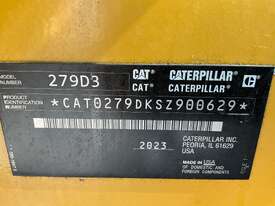 MODEL NUMBER 279D3 CAT® CATERPILLAR®
CAT CATERPILLAR
PRODUCT IDENTIFICATION NUMBER *CAT0279DKSZ900629*
CATERPILLAR INC.
2023 PEORIA, IL 61629
MADE IN USA
OF DOMESTIC AND
FOREIGN COMPONENTS